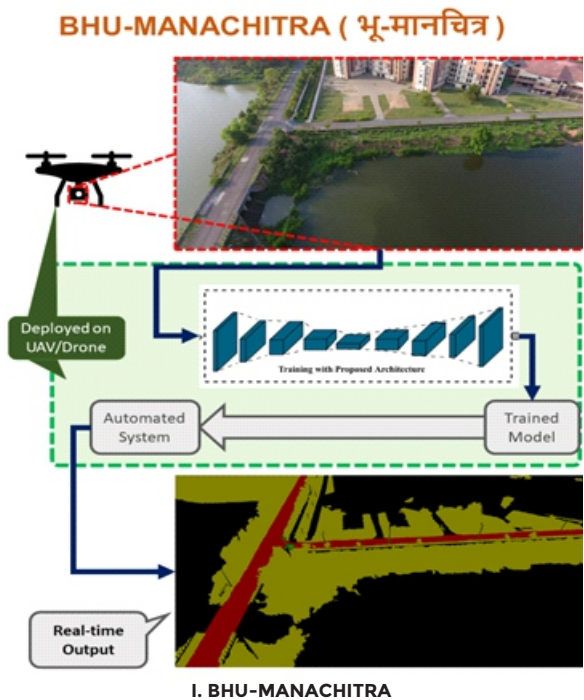 BHU-MANACHITRA ( भू-मानचित्र )
Deployed on
UAV/Drone
Training with Proposed Architecture
Automated
System
Trained
Model
Real-time
Output
I. BHU-MANACHITRA